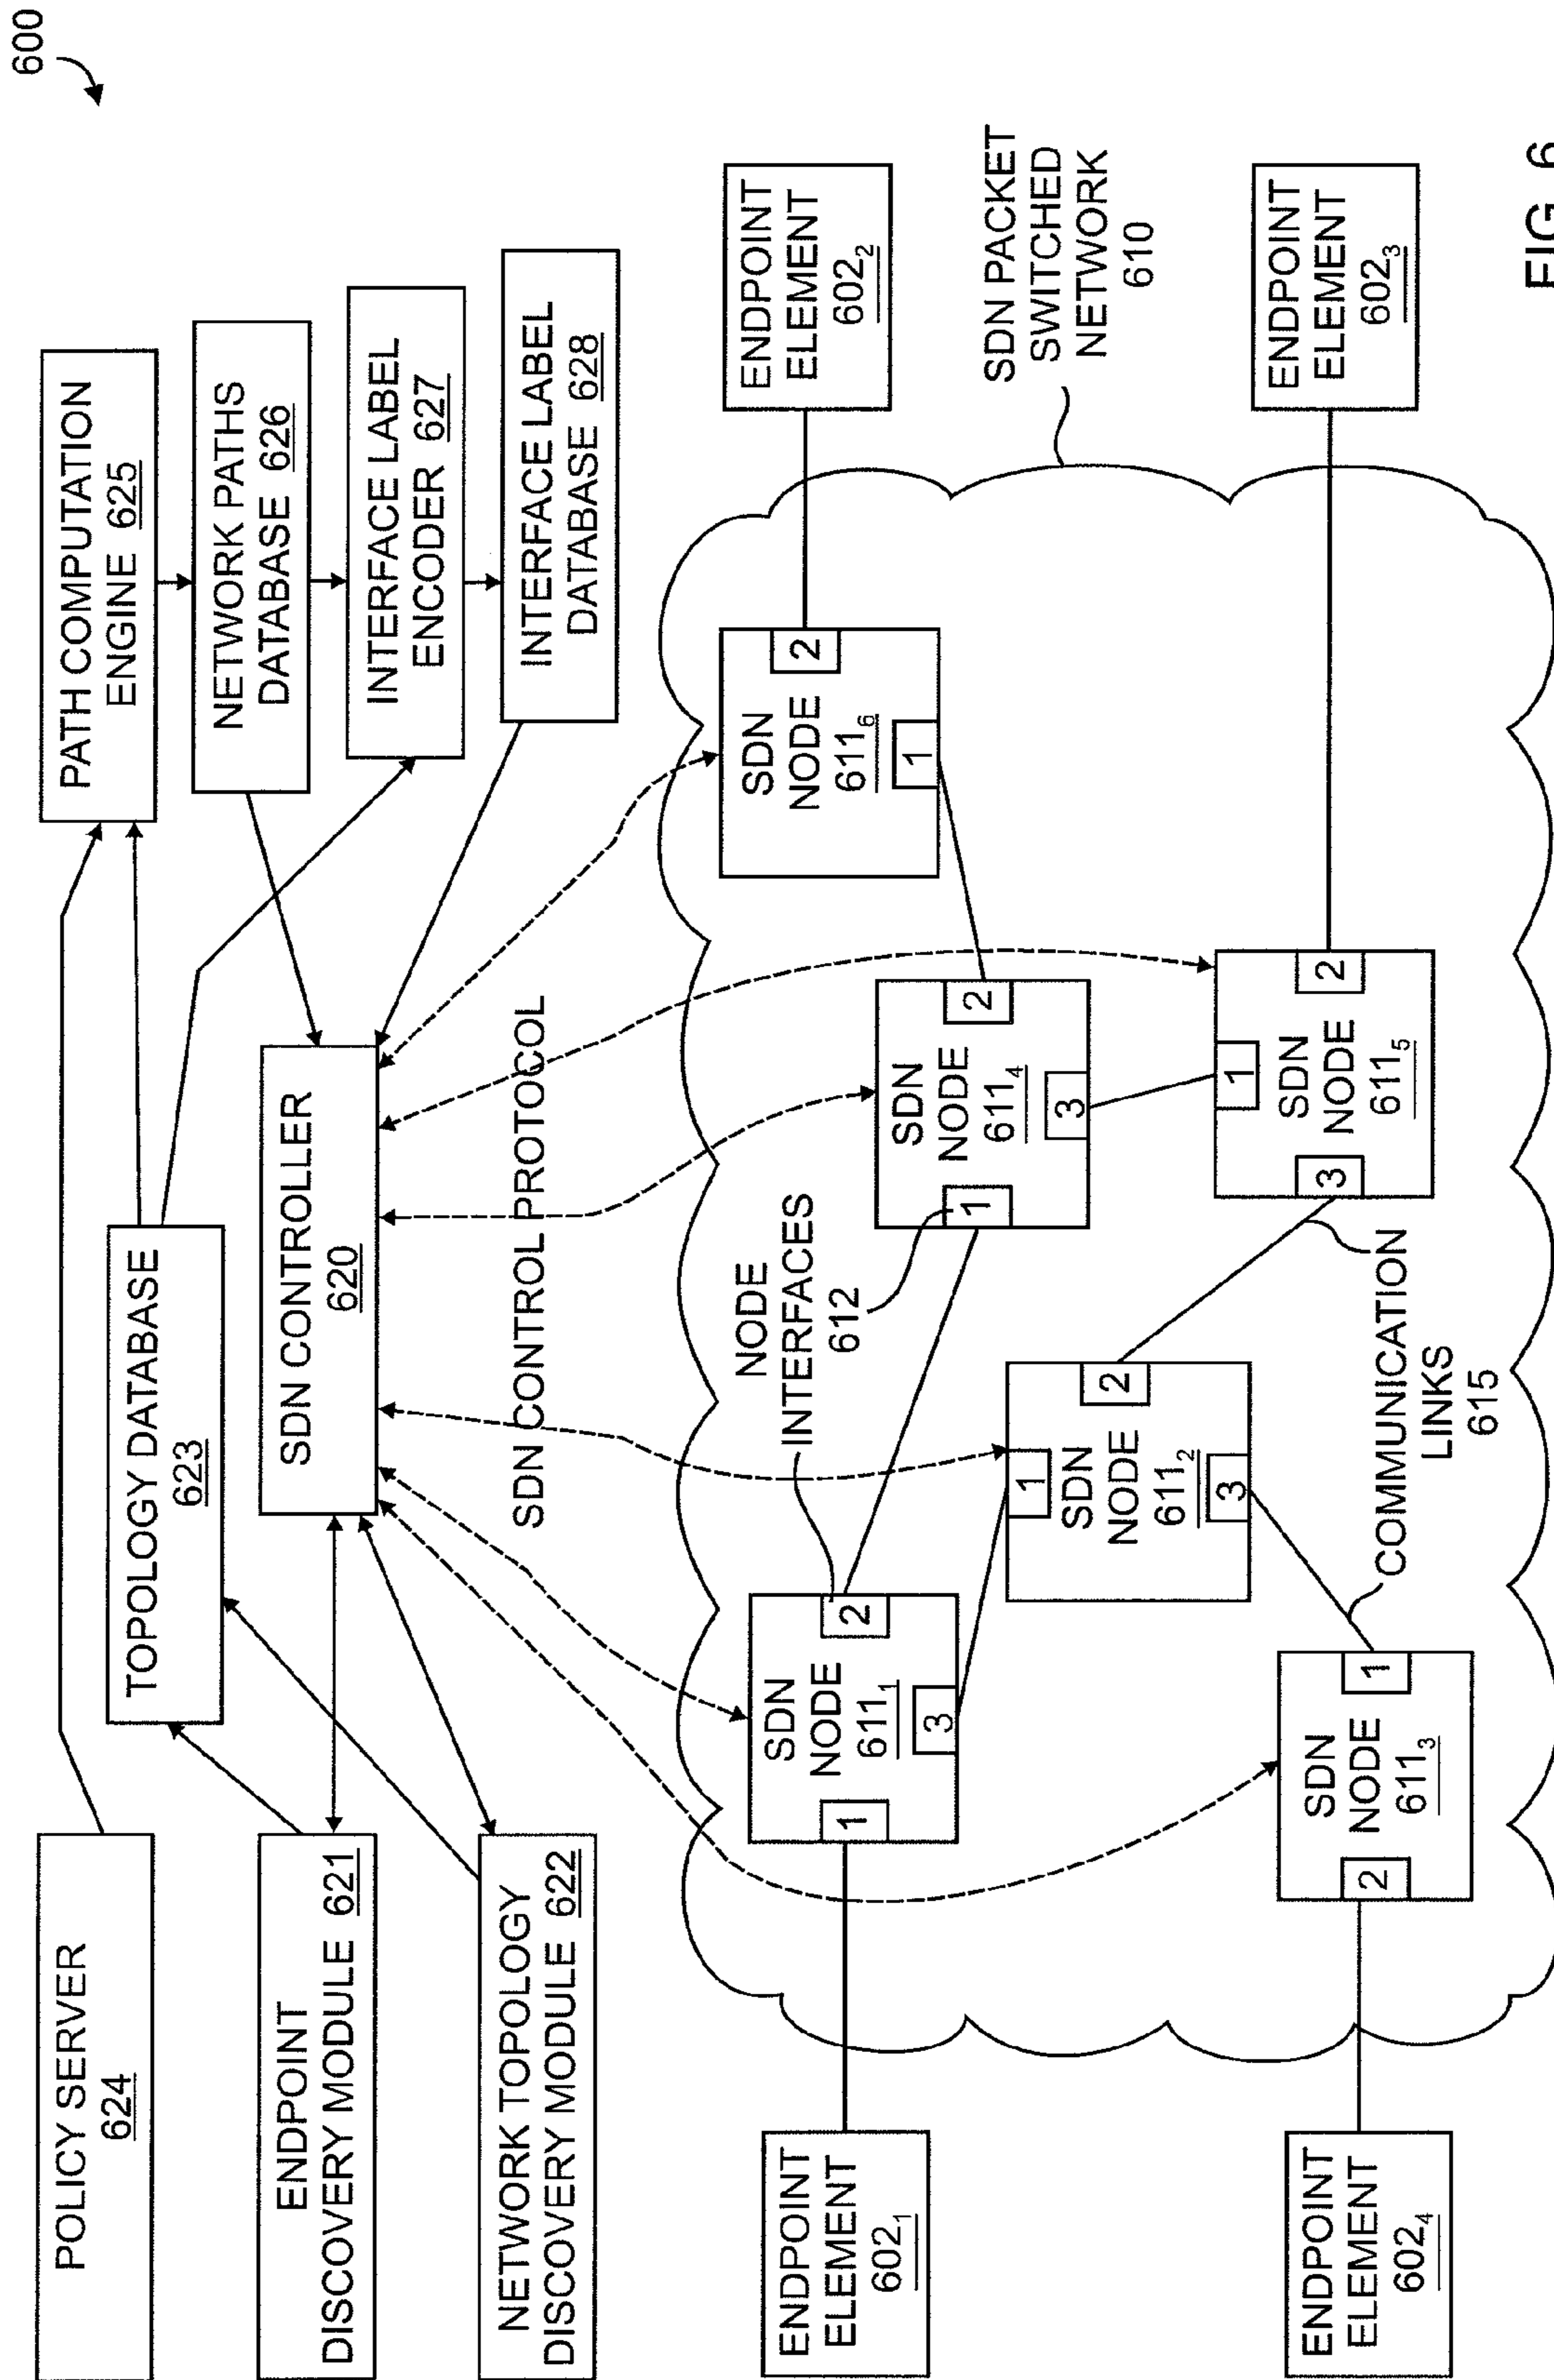 600
POLICY SERVER
624
PATH COMPUTATION
ENGINE 625
TOPOLOGY DATABASE
623
NETWORK PATHS
DATABASE 626
ENDPOINT
DISCOVERY MODULE 621
SDN CONTROLLER
620
INTERFACE LABEL
ENCODER 627
NETWORK TOPOLOGY
DISCOVERY MODULE 622
SDN CONTROL PROTOCOL
INTERFACE LABEL
DATABASE 628
ENDPOINT
ELEMENT
602₁
1
SDN
NODE
611₁
2
3
NODE
INTERFACES
612
SDN
NODE
611₆
2
1
ENDPOINT
ELEMENT
602₂
1
SDN
NODE
611₄
2
3
1
SDN
NODE
611₂
2
3
SDN PACKET
SWITCHED
NETWORK
610
ENDPOINT
ELEMENT
602₄
2
SDN
NODE
611₃
1
COMMUNICATION
LINKS
615
1
3
SDN
NODE
611₅
2
ENDPOINT
ELEMENT
602₃
FIG. 6